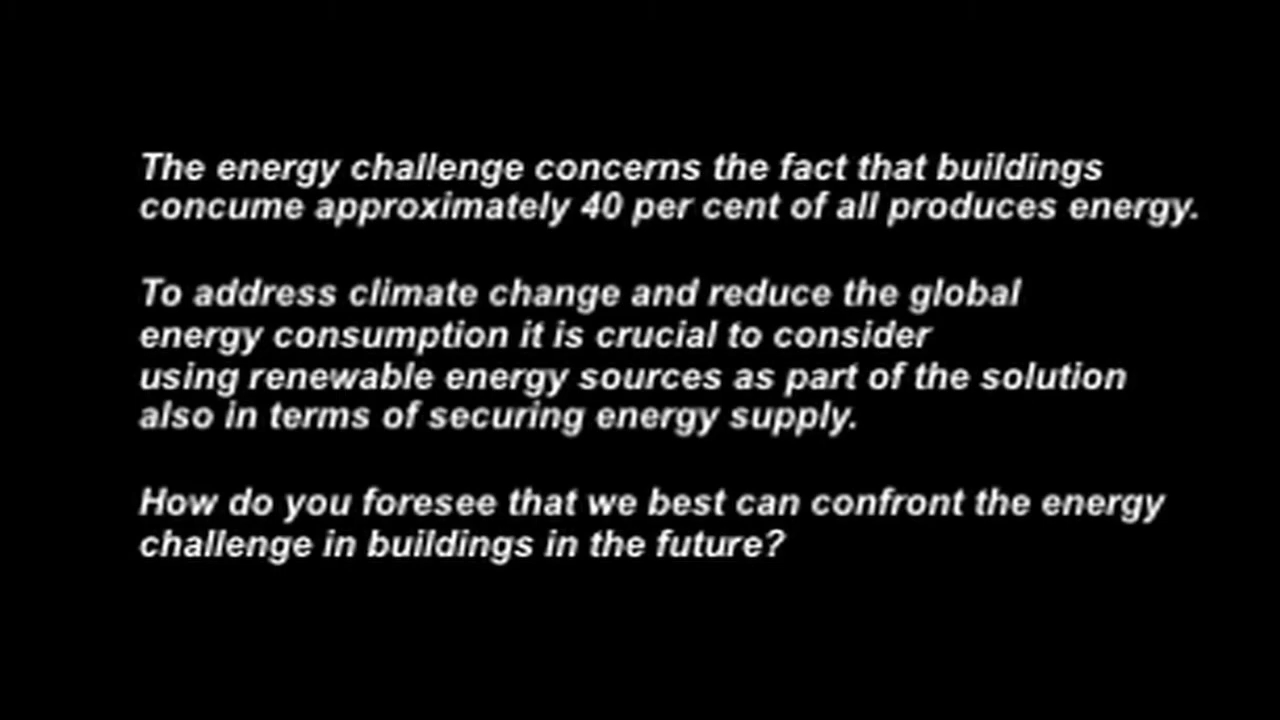 The energy challenge concerns the fact that buildings
concume approximately 40 per cent of all produces energy.
To address climate change and reduce the global
energy consumption it is crucial to consider
using renewable energy sources as part of the solution
also in terms of securing energy supply.
How do you foresee that we best can confront the energy
challenge in buildings in the future?